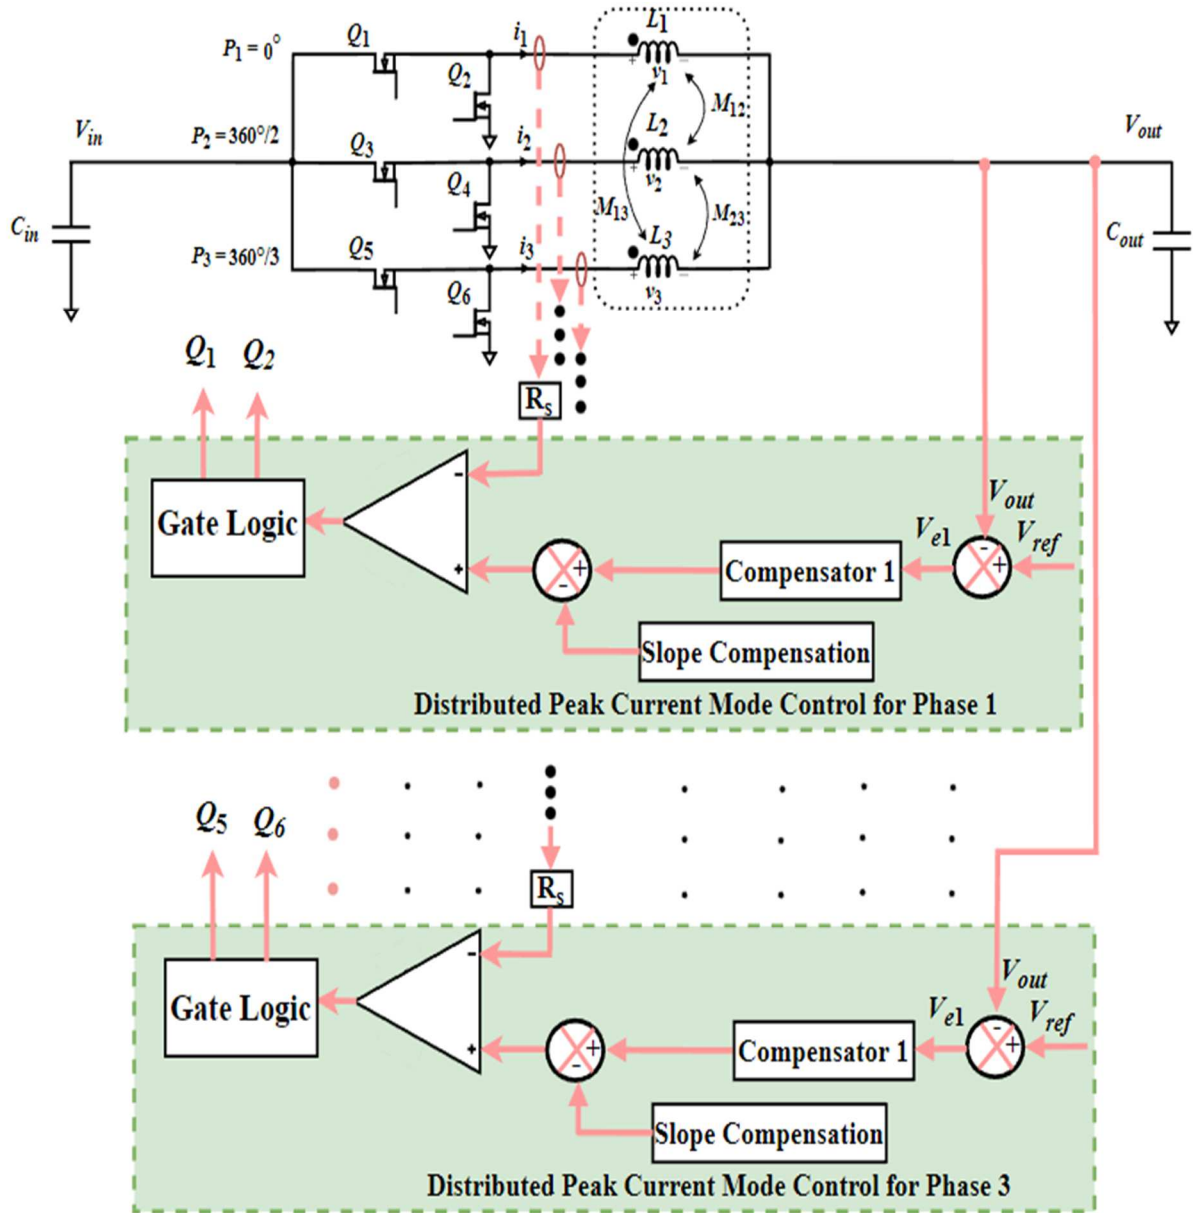 L1
Q1
i1
P1 = 0°
v1
Q2
M12
Vin
P2 = 360°/2
i2
L2
Vout
Q3
v2
Q4
M13
M23
Cin
P3 = 360°/3
Q5
i3
L3
Cout
v3
Q6
Q1
Q2
Rs
-
Gate Logic
Vout
Ve1
-
Vref
+
+
-
Compensator 1
+
Slope Compensation
Distributed Peak Current Mode Control for Phase 1
Q5
Q6
Rs
-
Gate Logic
Vout
Ve1
-
Vref
+
+
-
Compensator 1
+
Slope Compensation
Distributed Peak Current Mode Control for Phase 3